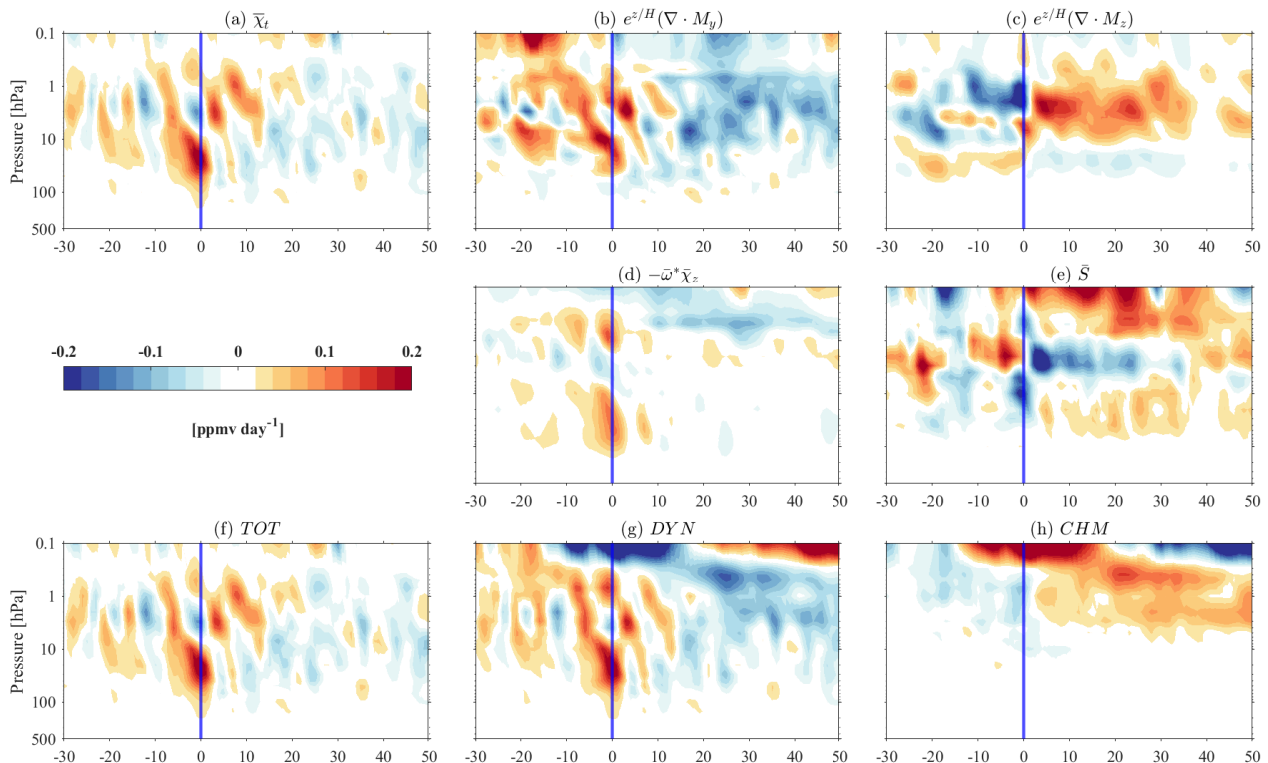 (a) χ̄_t
(b) e^{z/H}(∇ · M_y)
(c) e^{z/H}(∇ · M_z)
Pressure [hPa]
0.1
1
10
100
500
-30 -20 -10 0 10 20 30 40 50
-30 -20 -10 0 10 20 30 40 50
-30 -20 -10 0 10 20 30 40 50
(d) −ω̄*χ̄_z
(e) S̄
-0.2 -0.1 0 0.1 0.2
[ppmv day⁻¹]
-30 -20 -10 0 10 20 30 40 50
-30 -20 -10 0 10 20 30 40 50
(f) TOT
(g) DYN
(h) CHM
Pressure [hPa]
0.1
1
10
100
500
-30 -20 -10 0 10 20 30 40 50
-30 -20 -10 0 10 20 30 40 50
-30 -20 -10 0 10 20 30 40 50